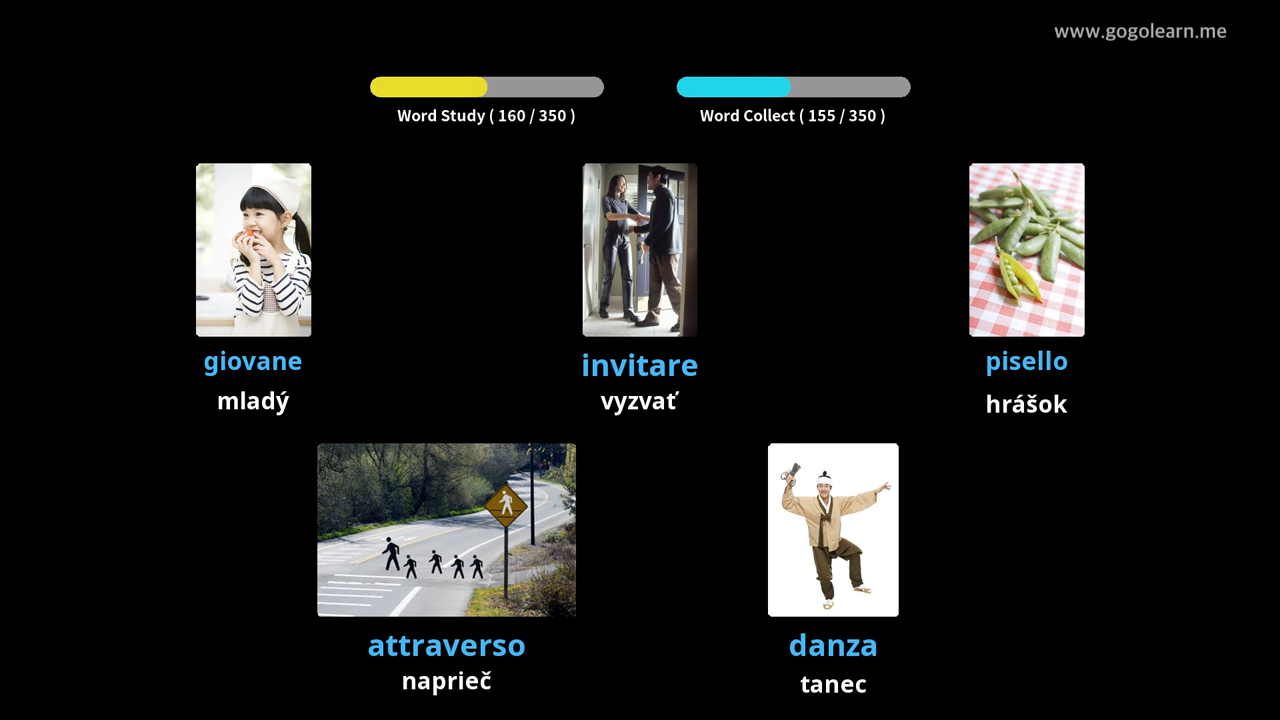 www.gogolearn.me
Word Study ( 160 / 350 )
Word Collect ( 155 / 350 )
giovane
mladý
invitare
vyzvať
pisello
hrášok
attraverso
naprieč
danza
tanec